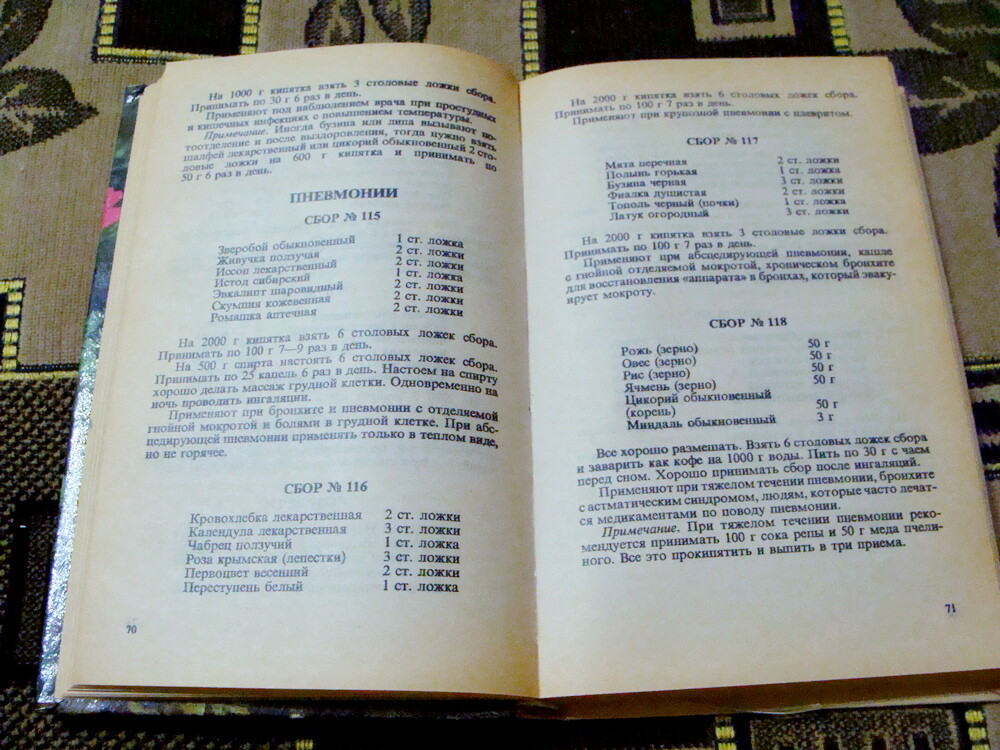 На 1000 г кипятка взять 3 столовые ложки сбора.
Принимать по 30 г 6 раз в день.
Применяют под наблюдением врача при простудных
и кишечных инфекциях с повышением температуры.
Примечание. Иногда бузина или липа вызывают по-
тоотделение и после выздоровления, тогда нужно взять
шалфей лекарственный или цикорий обыкновенный 2 сто-
ловые ложки на 600 г кипятка и принимать по
50 г 6 раз в день.
ПНЕВМОНИИ
СБОР № 115
Зверобой обыкновенный 1 ст. ложка
Живучка ползучая 2 ст. ложки
Иссоп лекарственный 2 ст. ложки
Истод сибирский 1 ст. ложка
Эвкалипт шаровидный 2 ст. ложки
Скумпия кожевенная 2 ст. ложки
Ромашка аптечная 2 ст. ложки
На 2000 г кипятка взять 6 столовых ложек сбора.
Принимать по 100 г 7—9 раз в день.
На 500 г спирта настоять 6 столовых ложек сбора.
Принимать по 25 капель 6 раз в день. Настоем на спирту
хорошо делать массаж грудной клетки. Одновременно на
ночь проводить ингаляции.
Применяют при бронхите и пневмонии с отделяемой
гнойной мокротой и болями в грудной клетке. При абс-
цедирующей пневмонии применять только в теплом виде,
но не горячее.
СБОР № 116
Кровохлебка лекарственная 2 ст. ложки
Календула лекарственная 3 ст. ложки
Чабрец ползучий 1 ст. ложка
Роза крымская (лепестки) 3 ст. ложки
Первоцвет весенний 2 ст. ложки
Переступень белый 1 ст. ложка
70
На 2000 г кипятка взять 6 столовых ложек сбора.
Принимать по 100 г 7 раз в день.
Применяют при крупозной пневмонии с плевритом.
СБОР № 117
Мята перечная 2 ст. ложки
Полынь горькая 1 ст. ложка
Бузина черная 3 ст. ложки
Фиалка душистая 2 ст. ложки
Тополь черный (почки) 1 ст. ложка
Латук огородный 3 ст. ложки
На 2000 г кипятка взять 3 столовые ложки сбора.
Принимать по 100 г 7 раз в день.
Применяют при абсцедирующей пневмонии, кашле
с гнойной отделяемой мокротой, хроническом бронхите
для восстановления «аппарата» в бронхах, который эваку-
ирует мокроту.
СБОР № 118
Рожь (зерно) 50 г
Овес (зерно) 50 г
Рис (зерно) 50 г
Ячмень (зерно) 50 г
Цикорий обыкновенный
(корень) 50 г
Миндаль обыкновенный 3 г
Все хорошо размешать. Взять 6 столовых ложек сбора
и заварить как кофе на 1000 г воды. Пить по 30 г с чаем
перед сном. Хорошо принимать сбор после ингаляций.
Применяют при тяжелом течении пневмонии, бронхите
с астматическим синдромом, людям, которые часто лечат-
ся медикаментами по поводу пневмонии.
Примечание. При тяжелом течении пневмонии реко-
мендуется принимать 100 г сока репы и 50 г меда пчели-
ного. Все это прокипятить и выпить в три приема.
71